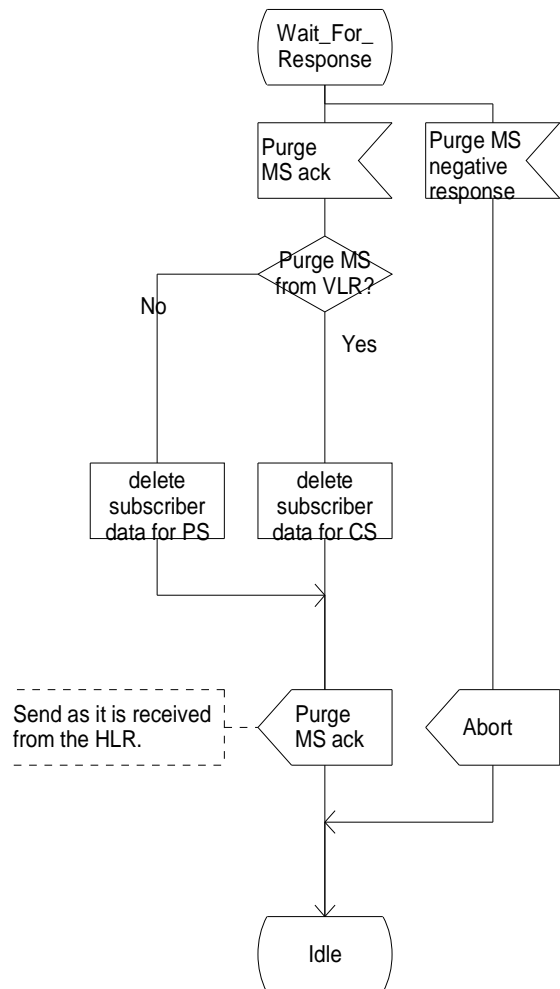 Wait_For_
Response
Purge
MS ack
Purge MS
negative
response
Purge MS
from VLR?
No
Yes
delete
subscriber
data for PS
delete
subscriber
data for CS
Send as it is received
from the HLR.
Purge
MS ack
Abort
Idle